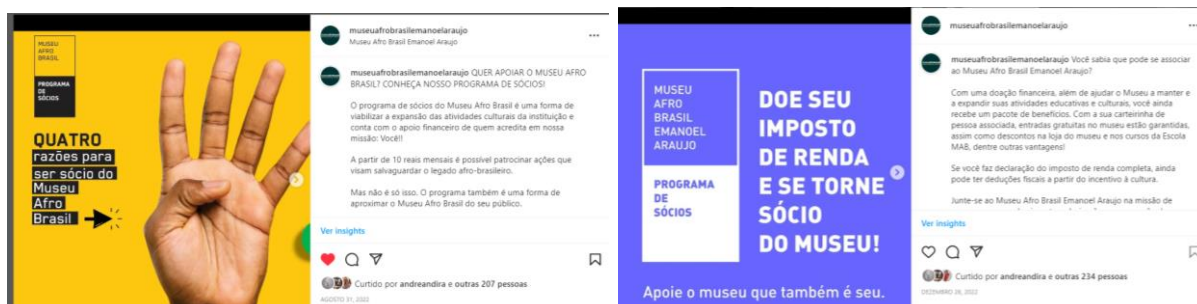 MUSEU
AFRO
BRASIL
PROGRAMA
DE
SÓCIOS
QUATRO
razões para
ser sócio do
Museu
Afro
Brasil
museuafrobrasilemanoelaraujo
Museu Afro Brasil Emanoel Araujo
museuafrobrasilemanoelaraujo QUER APOIAR O MUSEU AFRO
BRASIL? CONHEÇA NOSSO PROGRAMA DE SÓCIOS!
O programa de sócios do Museu Afro Brasil é uma forma de
viabilizar a expansão das atividades culturais da instituição e
conta com o apoio financeiro de quem acredita em nossa
missão: Você!!
A partir de 10 reais mensais é possível patrocinar ações que
visam salvaguardar o legado afro-brasileiro.
Mas não é só isso. O programa também é uma forma de
aproximar o Museu Afro Brasil do seu público.
Ver insights
Curtido por andreandira e outras 207 pessoas
AGOSTO 31, 2022
MUSEU
AFRO
BRASIL
EMANOEL
ARAUJO
PROGRAMA
DE
SÓCIOS
DOE SEU
IMPOSTO
DE RENDA
E SE TORNE
SÓCIO
DO MUSEU!
Apoie o museu que também é seu.
museuafrobrasilemanoelaraujo
museuafrobrasilemanoelaraujo Você sabia que pode se associar
ao Museu Afro Brasil Emanoel Araujo?
Com uma doação financeira, além de ajudar o Museu a manter e
a expandir suas atividades educativas e culturais, você ainda
recebe um pacote de benefícios. Com a sua carteirinha de
pessoa associada, entradas gratuitas no museu estão garantidas,
assim como descontos na loja do museu e nos cursos da Escola
MAB, dentre outras vantagens!
Se você faz declaração do imposto de renda completa, ainda
pode ter deduções fiscais a partir do incentivo à cultura.
Junte-se ao Museu Afro Brasil Emanoel Araujo na missão de
Ver insights
Curtido por andreandira e outras 234 pessoas
DEZEMBRO 26, 2022